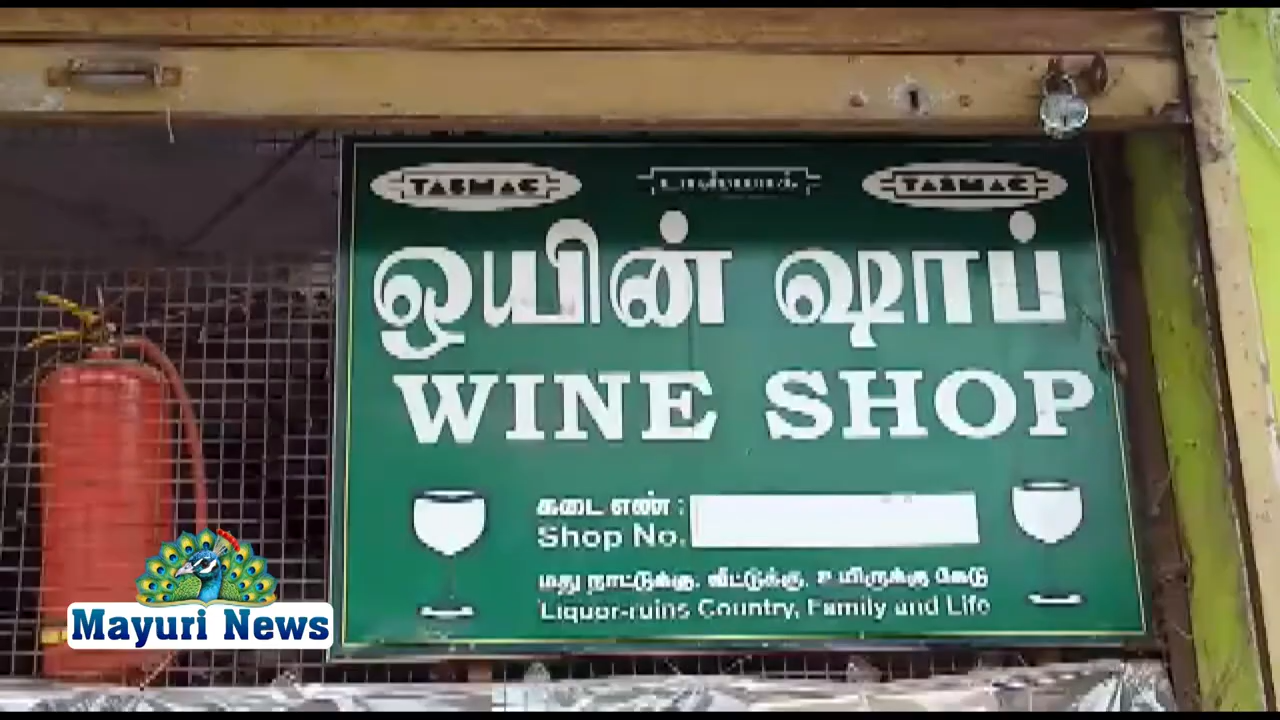 TASMAC டாஸ்மாக் TASMAC
ஒயின் ஷாப்
WINE SHOP
கடை எண் :
Shop No.
மது நாட்டுக்கு, வீட்டுக்கு, உயிருக்கு கேடு
Liquor-ruins Country, Family and Life
Mayuri News